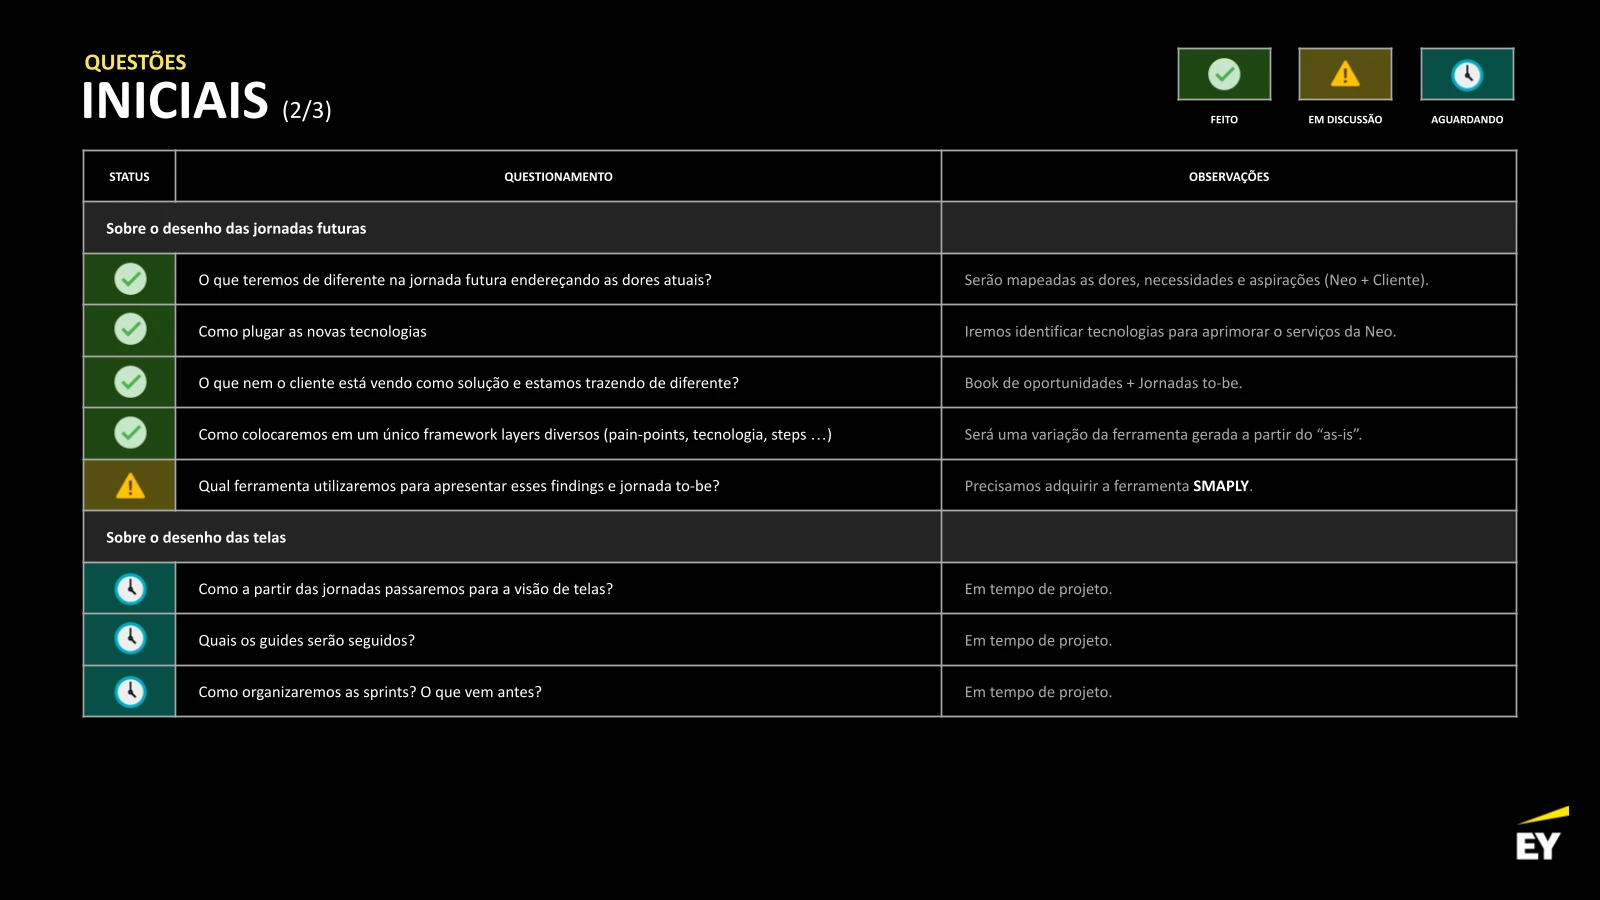 QUESTÕES
INICIAIS (2/3)
FEITO
EM DISCUSSÃO
AGUARDANDO
STATUS QUESTIONAMENTO OBSERVAÇÕES
Sobre o desenho das jornadas futuras
O que teremos de diferente na jornada futura endereçando as dores atuais? Serão mapeadas as dores, necessidades e aspirações (Neo + Cliente).
Como plugar as novas tecnologias Iremos identificar tecnologias para aprimorar o serviços da Neo.
O que nem o cliente está vendo como solução e estamos trazendo de diferente? Book de oportunidades + Jornadas to-be.
Como colocaremos em um único framework layers diversos (pain-points, tecnologia, steps …) Será uma variação da ferramenta gerada a partir do “as-is”.
Qual ferramenta utilizaremos para apresentar esses findings e jornada to-be? Precisamos adquirir a ferramenta SMAPLY.
Sobre o desenho das telas
Como a partir das jornadas passaremos para a visão de telas? Em tempo de projeto.
Quais os guides serão seguidos? Em tempo de projeto.
Como organizaremos as sprints? O que vem antes? Em tempo de projeto.
EY